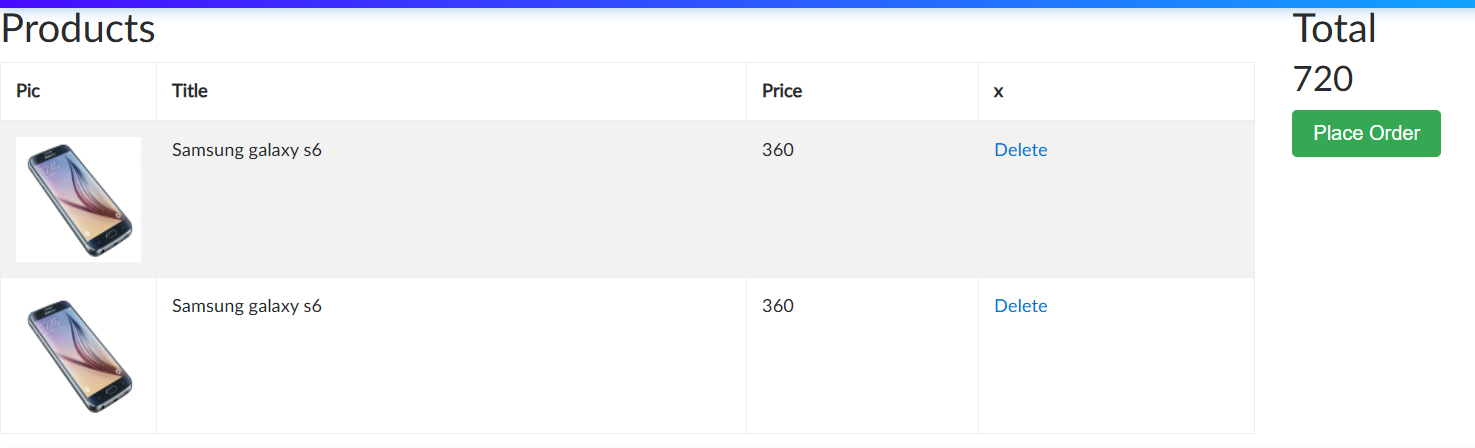 Products
Total
720
Place Order
Pic Title Price x
Samsung galaxy s6 360 Delete
Samsung galaxy s6 360 Delete